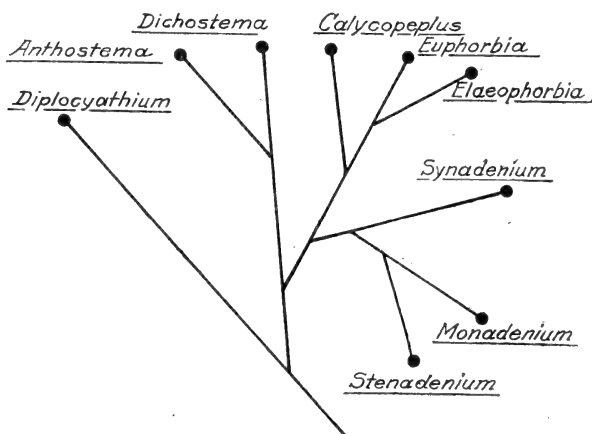 Dichostema
Calycopeplus
Anthostema
Euphorbia
Diplocyathium
Elaeophorbia
Synadenium
Monadenium
Stenadenium